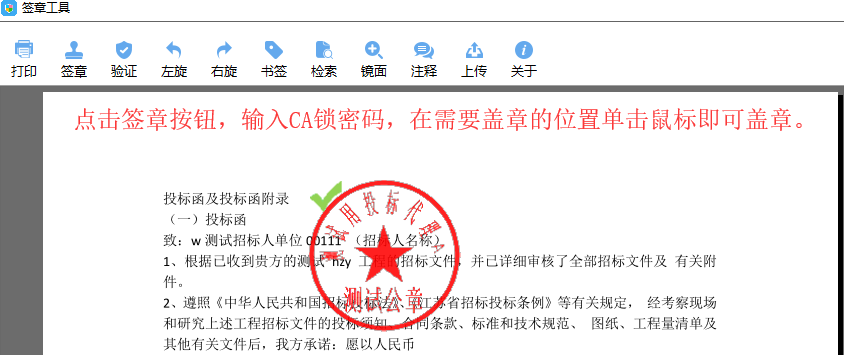 签章工具
打印 签章 验证 左旋 右旋 书签 检索 镜面 注释 上传 关于
点击签章按钮，输入CA锁密码，在需要盖章的位置单击鼠标即可盖章。
投标函及投标函附录
（一）投标函
致：w 测试招标人单位 00111 （招标人名称）
测试用投标代理A
1、根据已收到贵方的测试 nzy 工程的招标文件，并已详细审核了全部招标文件及 有关附
件。
测试公章
2、遵照《中华人民共和国招标投标法》、《江苏省招标投标条例》等有关规定， 经考察现场
和研究上述工程招标文件的投标须知、合同条款、标准和技术规范、 图纸、工程量清单及
其他有关文件后，我方承诺：愿以人民币